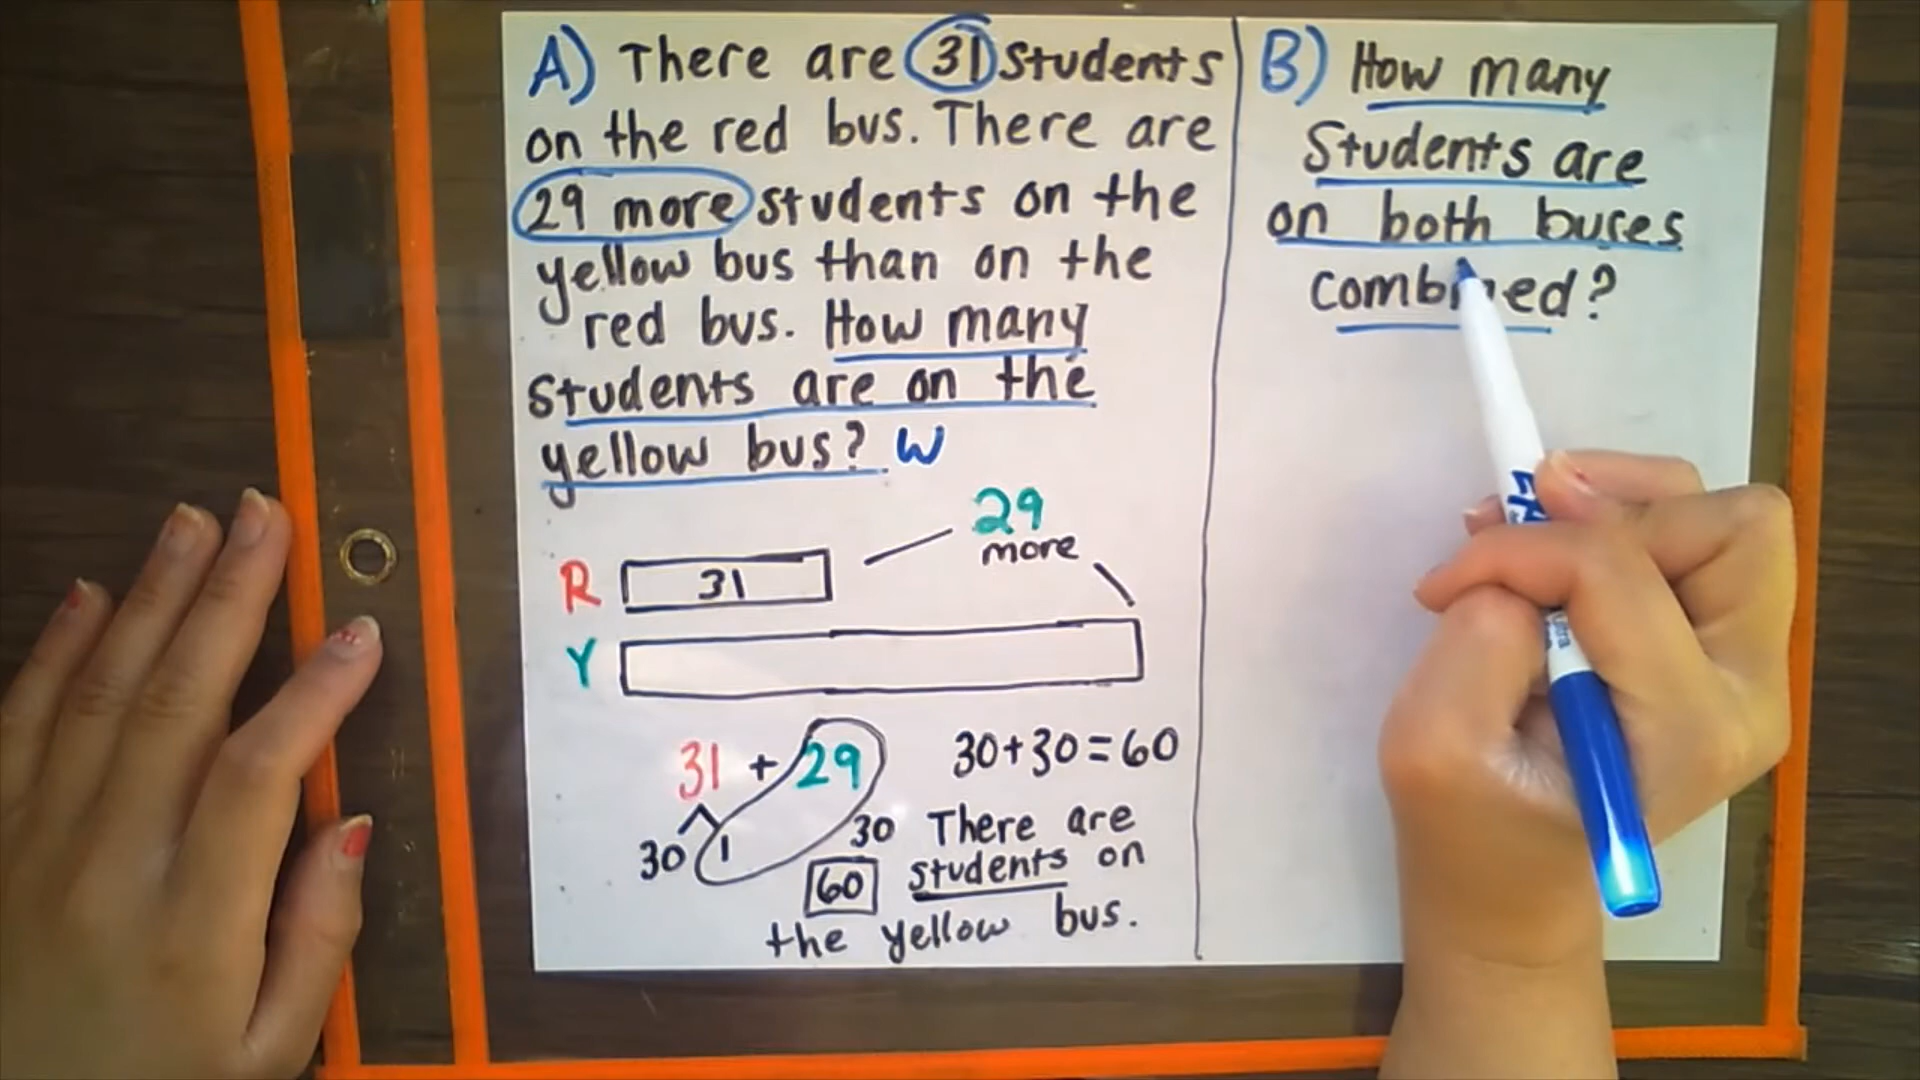 A) There are 31 students
on the red bus. There are
29 more students on the
yellow bus than on the
red bus. How many
students are on the
yellow bus? W
29
more
R 31
Y
31 + 29
30 1
30
30+30=60
There are
60 students on
the yellow bus.
B) How many
Students are
on both buses
combined?